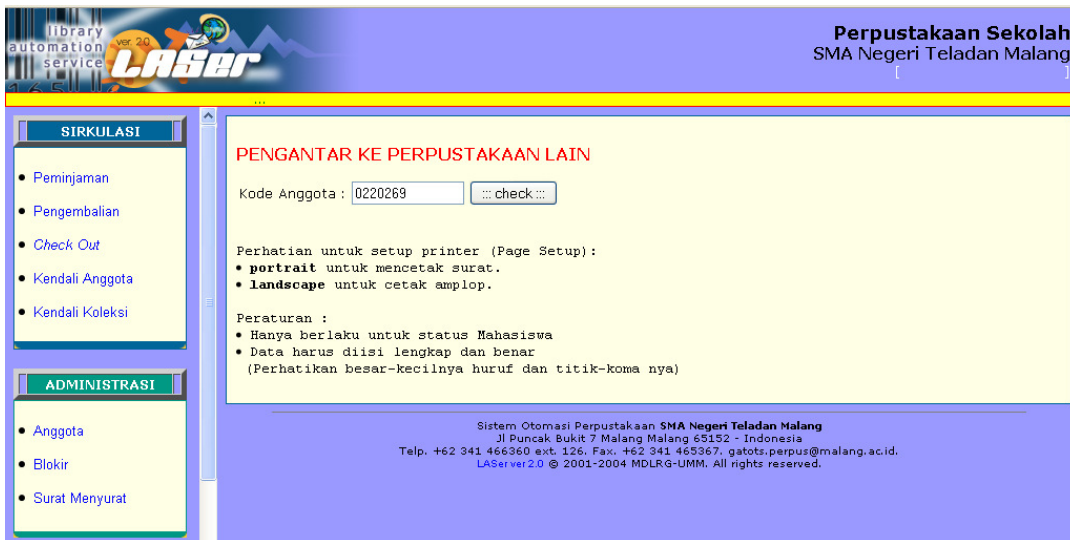 library
automation
service
ver. 2.0
LASer
Perpustakaan Sekolah
SMA Negeri Teladan Malang
[ ]
...
SIRKULASI
• Peminjaman
• Pengembalian
• Check Out
• Kendali Anggota
• Kendali Koleksi
ADMINISTRASI
• Anggota
• Blokir
• Surat Menyurat
PENGANTAR KE PERPUSTAKAAN LAIN
Kode Anggota : 0220269 ::: check :::
Perhatian untuk setup printer (Page Setup):
• portrait untuk mencetak surat.
• landscape untuk cetak amplop.
Peraturan :
• Hanya berlaku untuk status Mahasiswa
• Data harus diisi lengkap dan benar
(Perhatikan besar-kecilnya huruf dan titik-koma nya)
Sistem Otomasi Perpustakaan SMA Negeri Teladan Malang
Jl Puncak Bukit 7 Malang Malang 65152 - Indonesia
Telp. +62 341 466360 ext. 126. Fax. +62 341 465367. gatots.perpus@malang.ac.id.
LAServer2.0 © 2001-2004 MDLRG-UMM. All rights reserved.